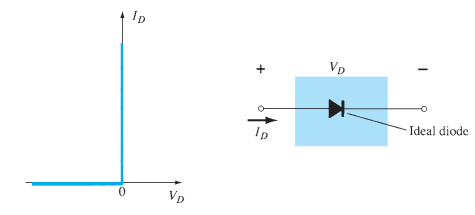 I_D
0
V_D
+ V_D −
I_D
Ideal diode